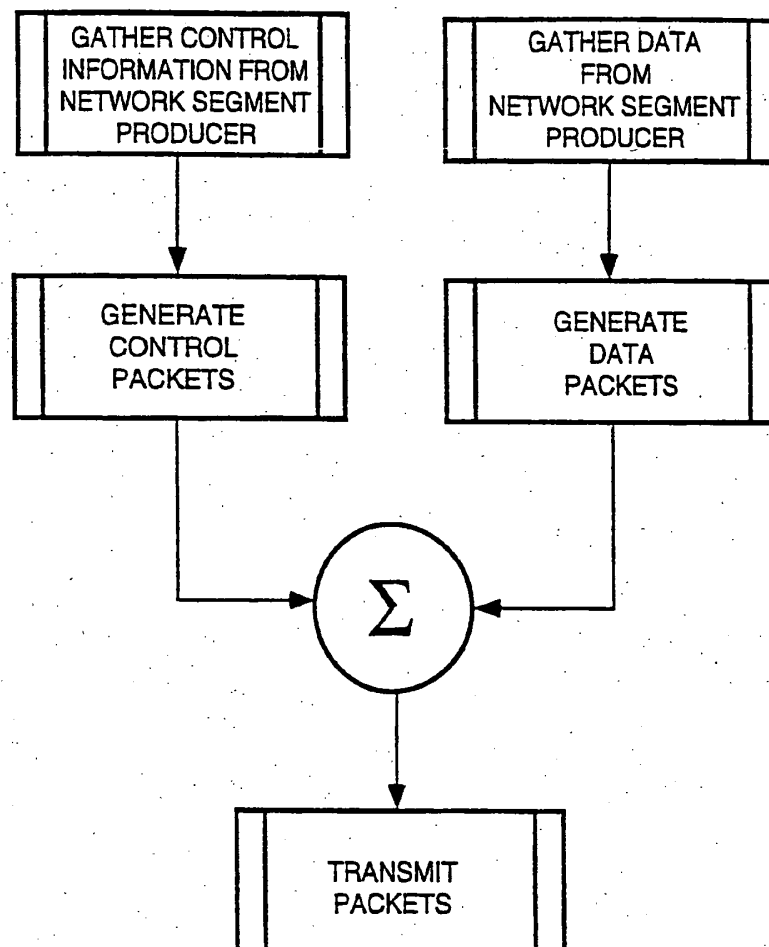 GATHER CONTROL
INFORMATION FROM
NETWORK SEGMENT
PRODUCER
GATHER DATA
FROM
NETWORK SEGMENT
PRODUCER
GENERATE
CONTROL
PACKETS
GENERATE
DATA
PACKETS
Σ
TRANSMIT
PACKETS